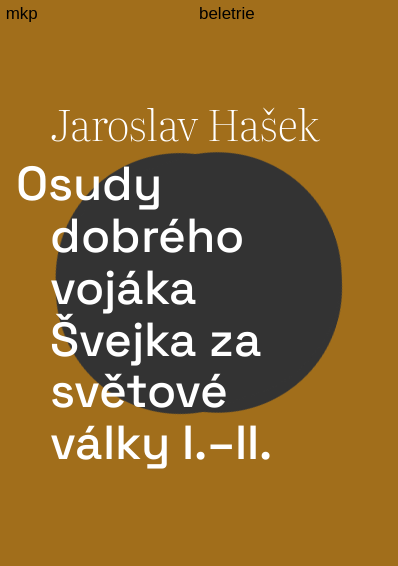 mkp beletrie
Jaroslav Hašek
Osudy
dobrého
vojáka
Švejka za
světové
války I.–II.